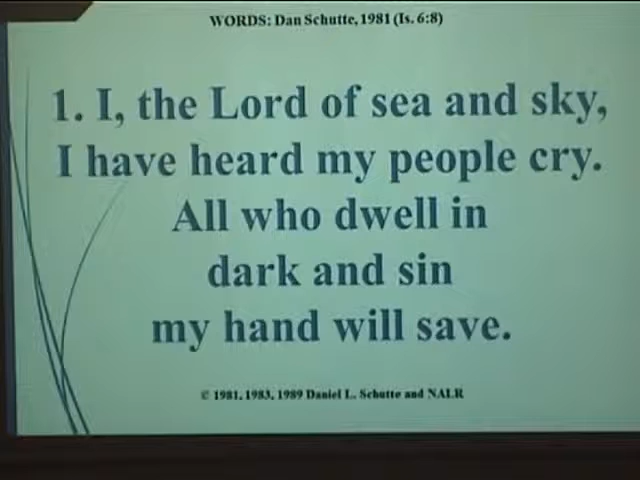 WORDS: Dan Schutte, 1981 (Is. 6:8)
1. I, the Lord of sea and sky,
I have heard my people cry.
All who dwell in
dark and sin
my hand will save.
© 1981, 1983, 1989 Daniel L. Schutte and NALR